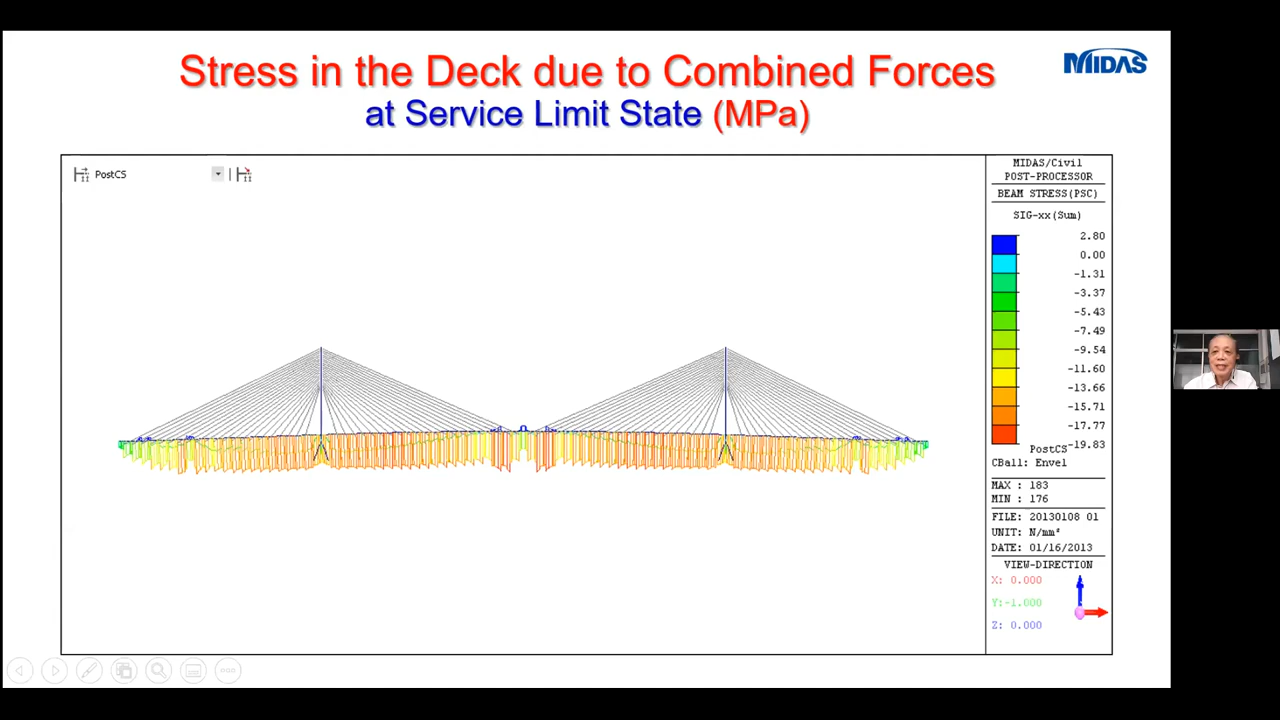 Stress in the Deck due to Combined Forces
at Service Limit State (MPa)
MIDAS
PostCS
MIDAS/Civil
POST-PROCESSOR
BEAM STRESS(PSC)
SIG-xx(Sum)
2.80
0.00
-1.31
-3.37
-5.43
-7.49
-9.54
-11.60
-13.66
-15.71
-17.77
-19.83
PostCS
CBall: Envel
MAX : 183
MIN : 176
FILE: 20130108 01
UNIT: N/mm²
DATE: 01/16/2013
VIEW-DIRECTION
X: 0.000
Y:-1.000
Z: 0.000